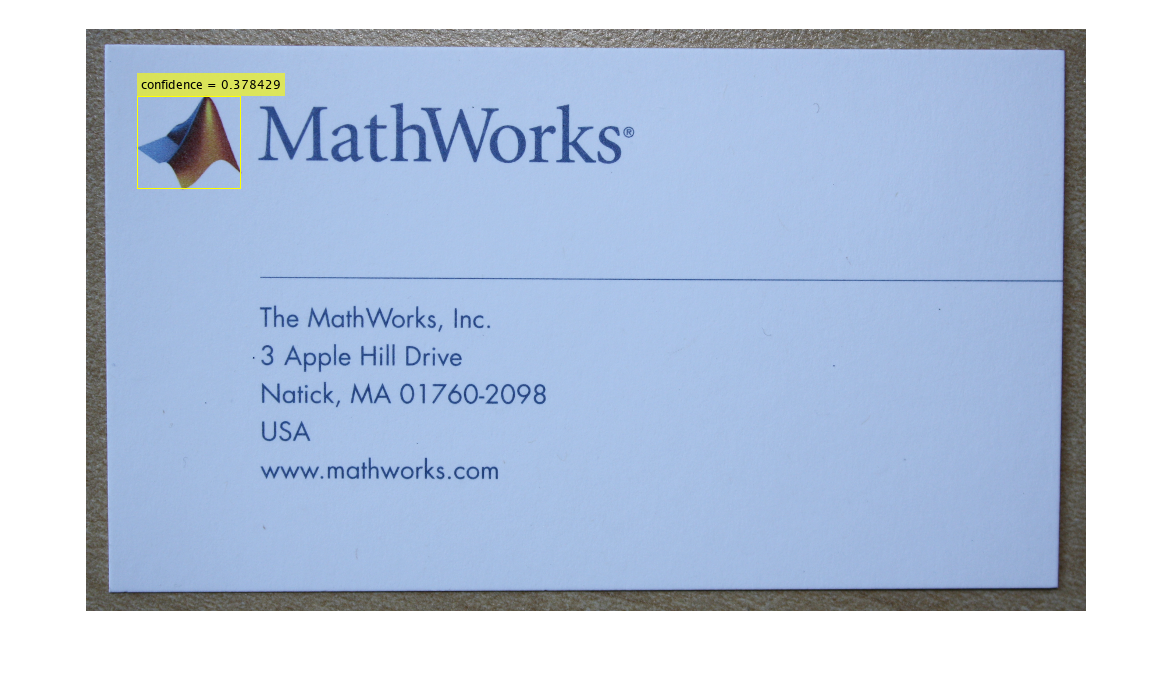 confidence = 0.378429
MathWorks®
The MathWorks, Inc.
3 Apple Hill Drive
Natick, MA 01760-2098
USA
www.mathworks.com